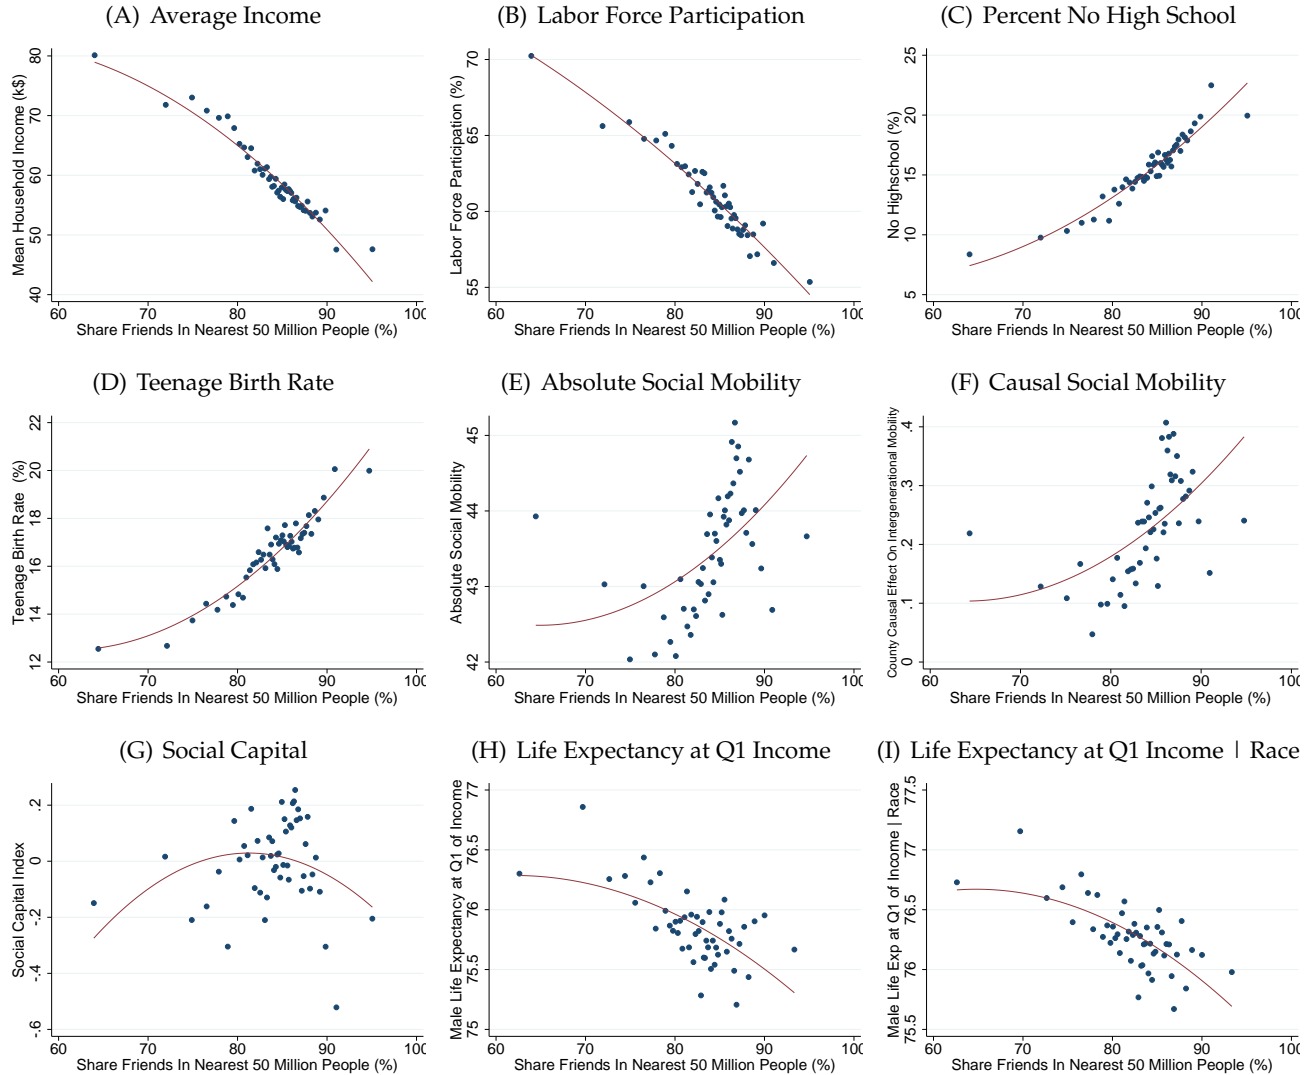 (A) Average Income
(B) Labor Force Participation
(C) Percent No High School
Mean Household Income (k$)
80
70
60
50
40
60 70 80 90 100
Share Friends In Nearest 50 Million People (%)
Labor Force Participation (%)
70
65
60
55
60 70 80 90 100
Share Friends In Nearest 50 Million People (%)
No Highschool (%)
25
20
15
10
5
60 70 80 90 100
Share Friends In Nearest 50 Million People (%)
(D) Teenage Birth Rate
(E) Absolute Social Mobility
(F) Causal Social Mobility
Teenage Birth Rate (%)
22
20
18
16
14
12
60 70 80 90 100
Share Friends In Nearest 50 Million People (%)
Absolute Social Mobility
45
44
43
42
60 70 80 90 100
Share Friends In Nearest 50 Million People (%)
County Causal Effect On Intergenerational Mobility
.4
.3
.2
.1
0
60 70 80 90 100
Share Friends In Nearest 50 Million People (%)
(G) Social Capital
(H) Life Expectancy at Q1 Income
(I) Life Expectancy at Q1 Income | Race
Social Capital Index
.2
0
-.2
-.4
-.6
60 70 80 90 100
Share Friends In Nearest 50 Million People (%)
Male Life Expectancy at Q1 of Income
77
76.5
76
75.5
75
60 70 80 90 100
Share Friends In Nearest 50 Million People (%)
Male Life Exp at Q1 of Income | Race
77.5
77
76.5
76
75.5
60 70 80 90 100
Share Friends In Nearest 50 Million People (%)